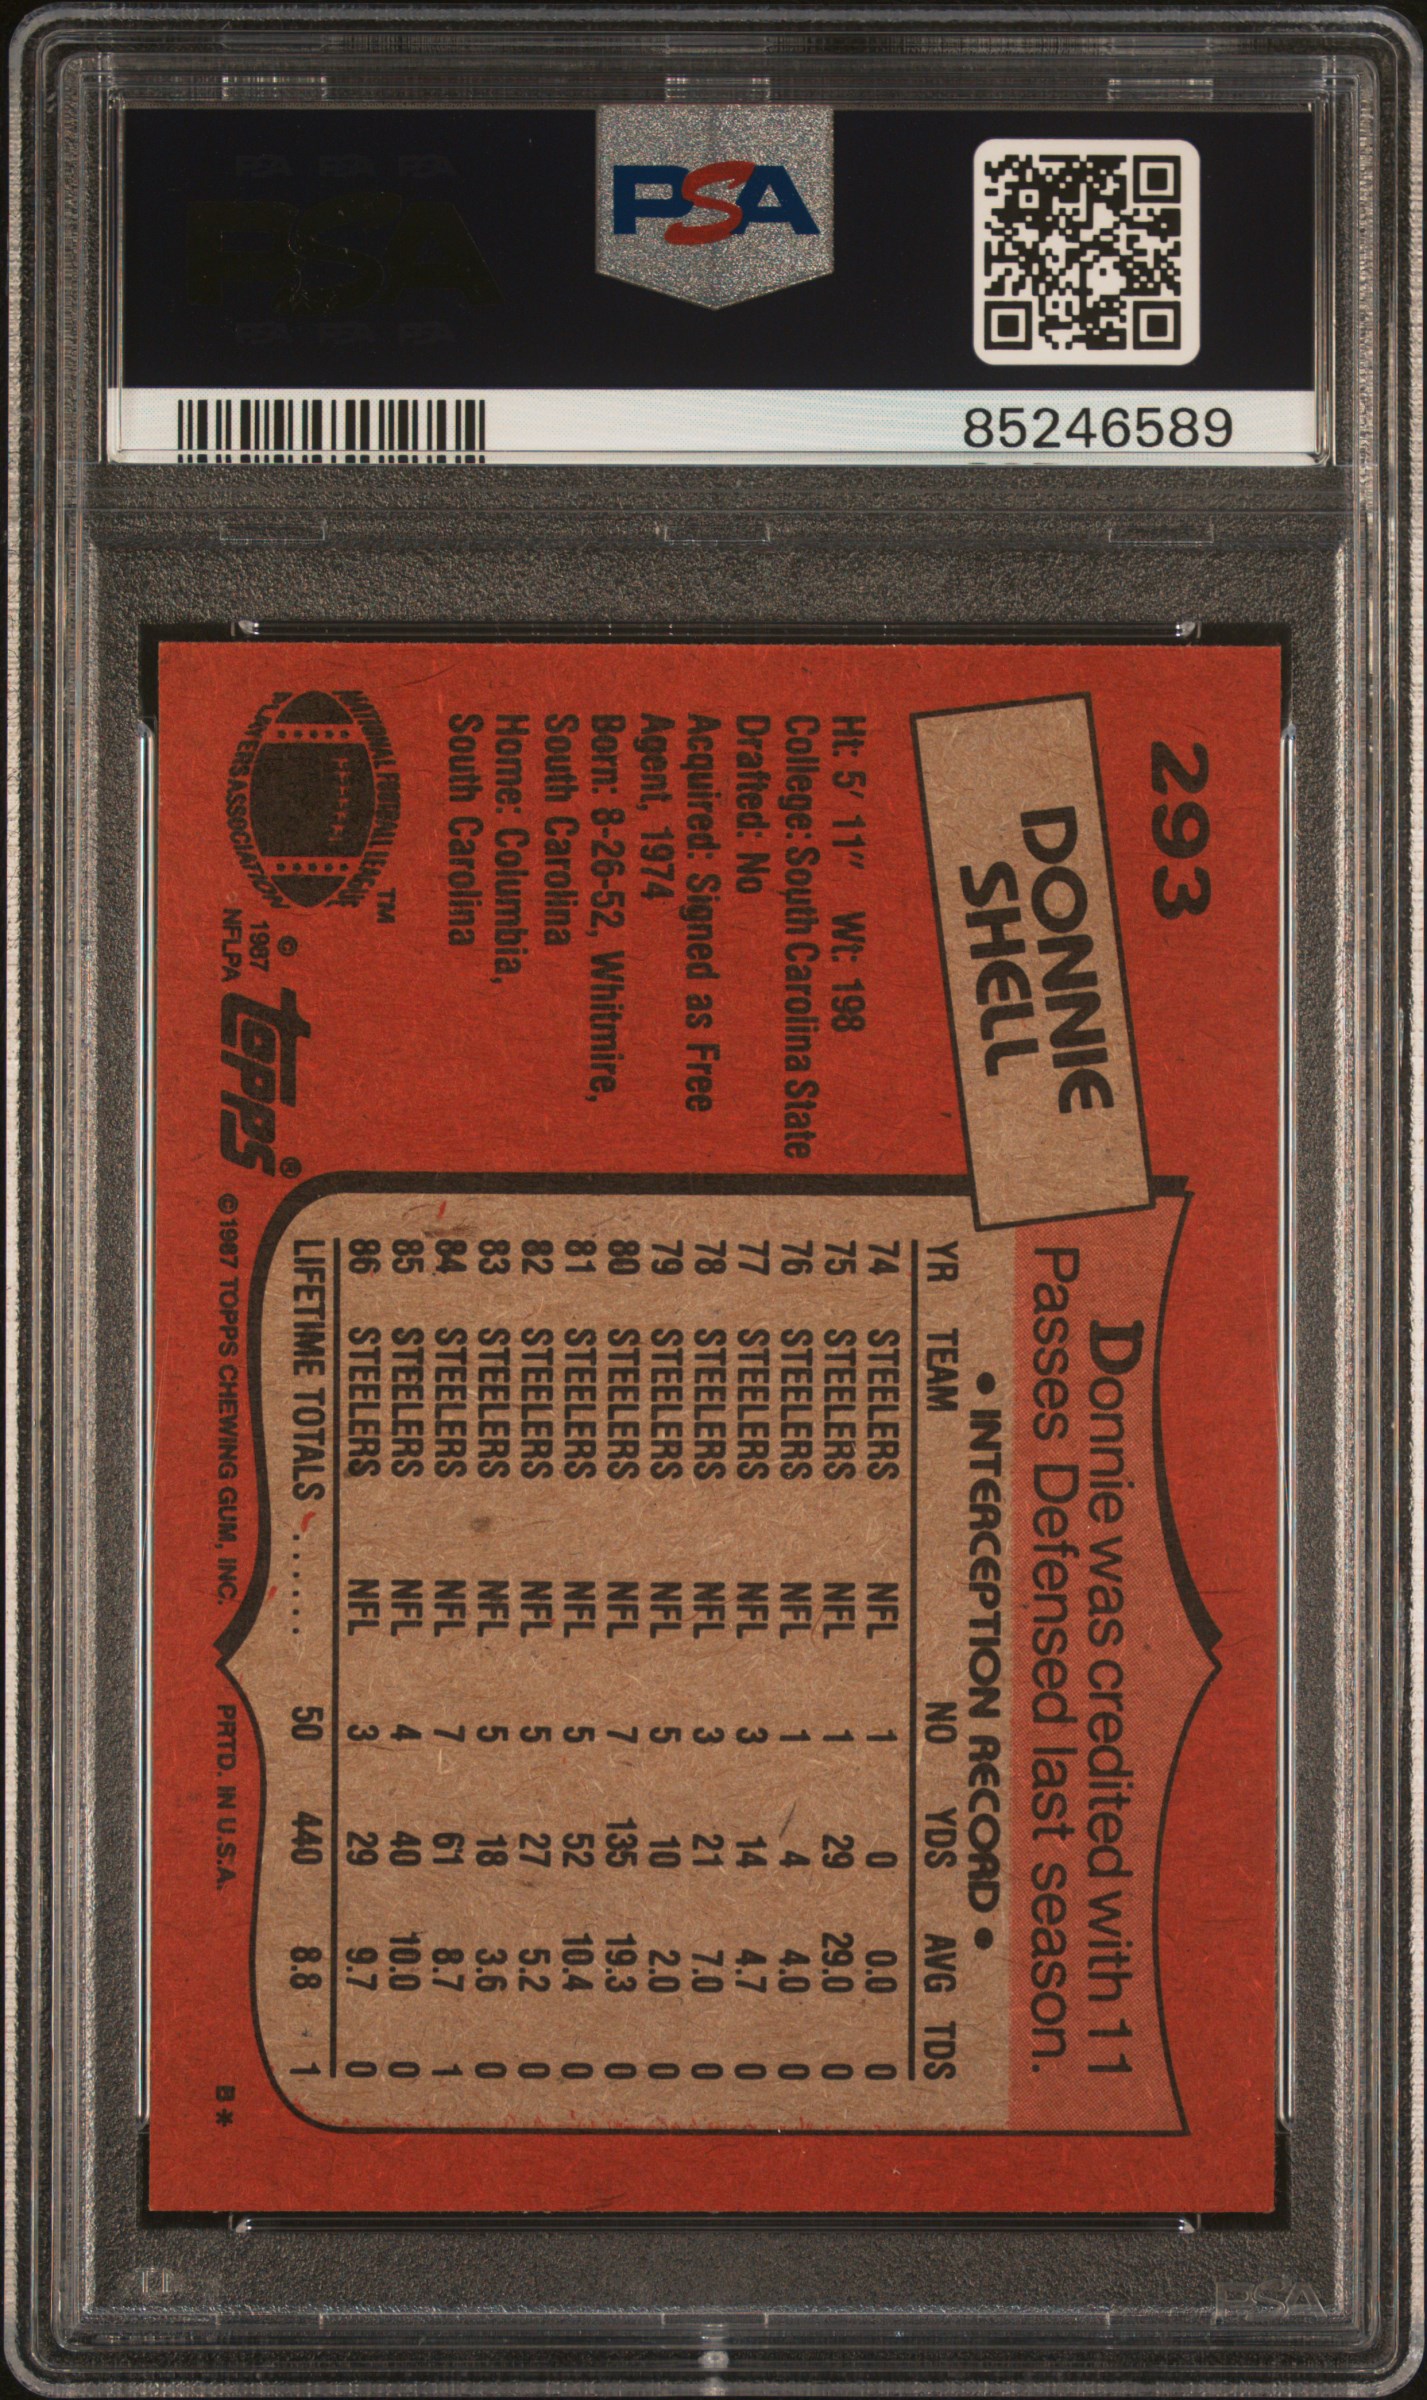 PSA
85246589
293
DONNIE
SHELL
Ht: 5' 11" Wt: 198
College: South Carolina State
Drafted: No
Acquired: Signed as Free
Agent, 1974
Born: 8-26-52, Whitmire,
South Carolina
Home: Columbia,
South Carolina
NATIONAL FOOTBALL LEAGUE
PLAYERS ASSOCIATION
TM
©
1987
NFLPA
topps®
Donnie was credited with 11
Passes Defensed last season.
• INTERCEPTION RECORD •
YR TEAM NO YDS AVG TDS
74 STEELERS NFL 1 0 0.0 0
75 STEELERS NFL 1 29 29.0 0
76 STEELERS NFL 1 4 4.0 0
77 STEELERS NFL 3 14 4.7 0
78 STEELERS NFL 3 21 7.0 0
79 STEELERS NFL 5 10 2.0 0
80 STEELERS NFL 7 135 19.3 0
81 STEELERS NFL 5 52 10.4 0
82 STEELERS NFL 5 27 5.2 0
83 STEELERS NFL 5 18 3.6 0
84 STEELERS NFL 7 61 8.7 1
85 STEELERS NFL 4 40 10.0 0
86 STEELERS NFL 3 29 9.7 0
LIFETIME TOTALS ...... 50 440 8.8 1
© 1987 TOPPS CHEWING GUM, INC. PRTD. IN U.S.A. B*
PSA